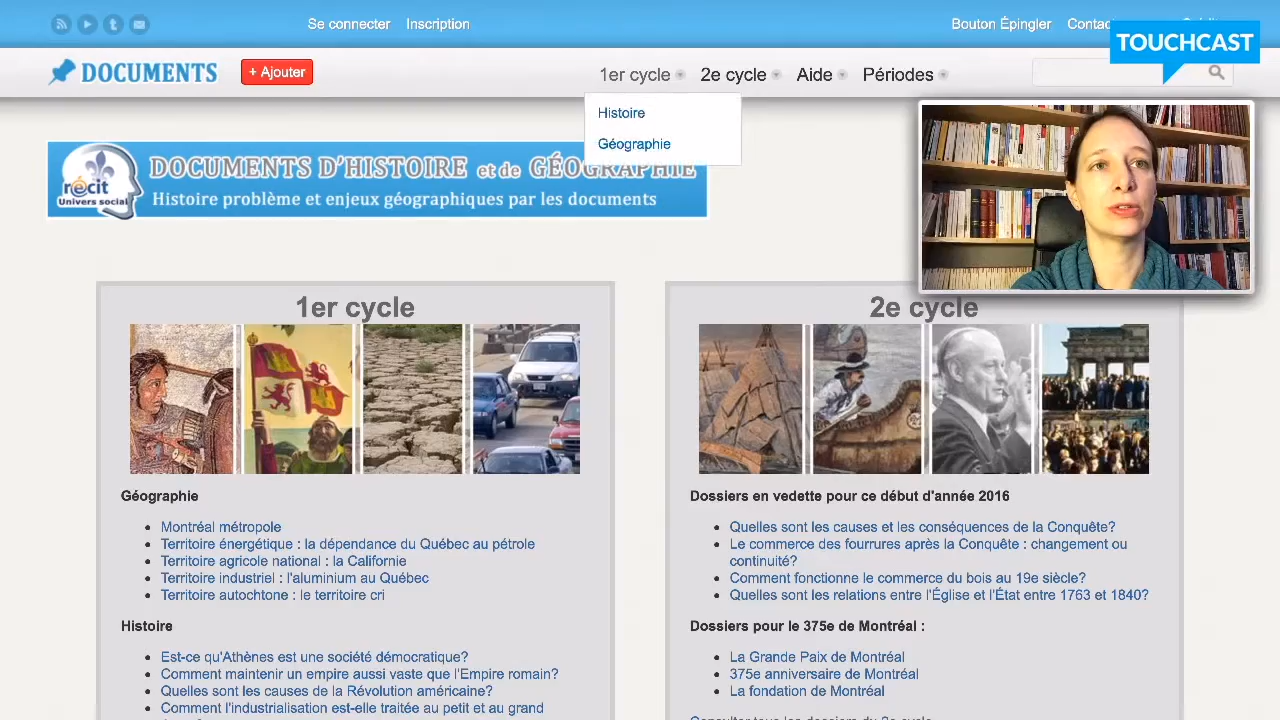 Se connecter Inscription
Bouton Épingler
TOUCHCAST
DOCUMENTS
+ Ajouter
1er cycle 2e cycle Aide Périodes
Histoire
Géographie
récit
Univers social
DOCUMENTS D'HISTOIRE et de GÉOGRAPHIE
Histoire problème et enjeux géographiques par les documents
1er cycle
Géographie
Montréal métropole
Territoire énergétique : la dépendance du Québec au pétrole
Territoire agricole national : la Californie
Territoire industriel : l'aluminium au Québec
Territoire autochtone : le territoire cri
Histoire
Est-ce qu'Athènes est une société démocratique?
Comment maintenir un empire aussi vaste que l'Empire romain?
Quelles sont les causes de la Révolution américaine?
Comment l'industrialisation est-elle traitée au petit et au grand
2e cycle
Dossiers en vedette pour ce début d'année 2016
Quelles sont les causes et les conséquences de la Conquête?
Le commerce des fourrures après la Conquête : changement ou
continuité?
Comment fonctionne le commerce du bois au 19e siècle?
Quelles sont les relations entre l'Église et l'État entre 1763 et 1840?
Dossiers pour le 375e de Montréal :
La Grande Paix de Montréal
375e anniversaire de Montréal
La fondation de Montréal
Consulter tous les dossiers du 2e cycle